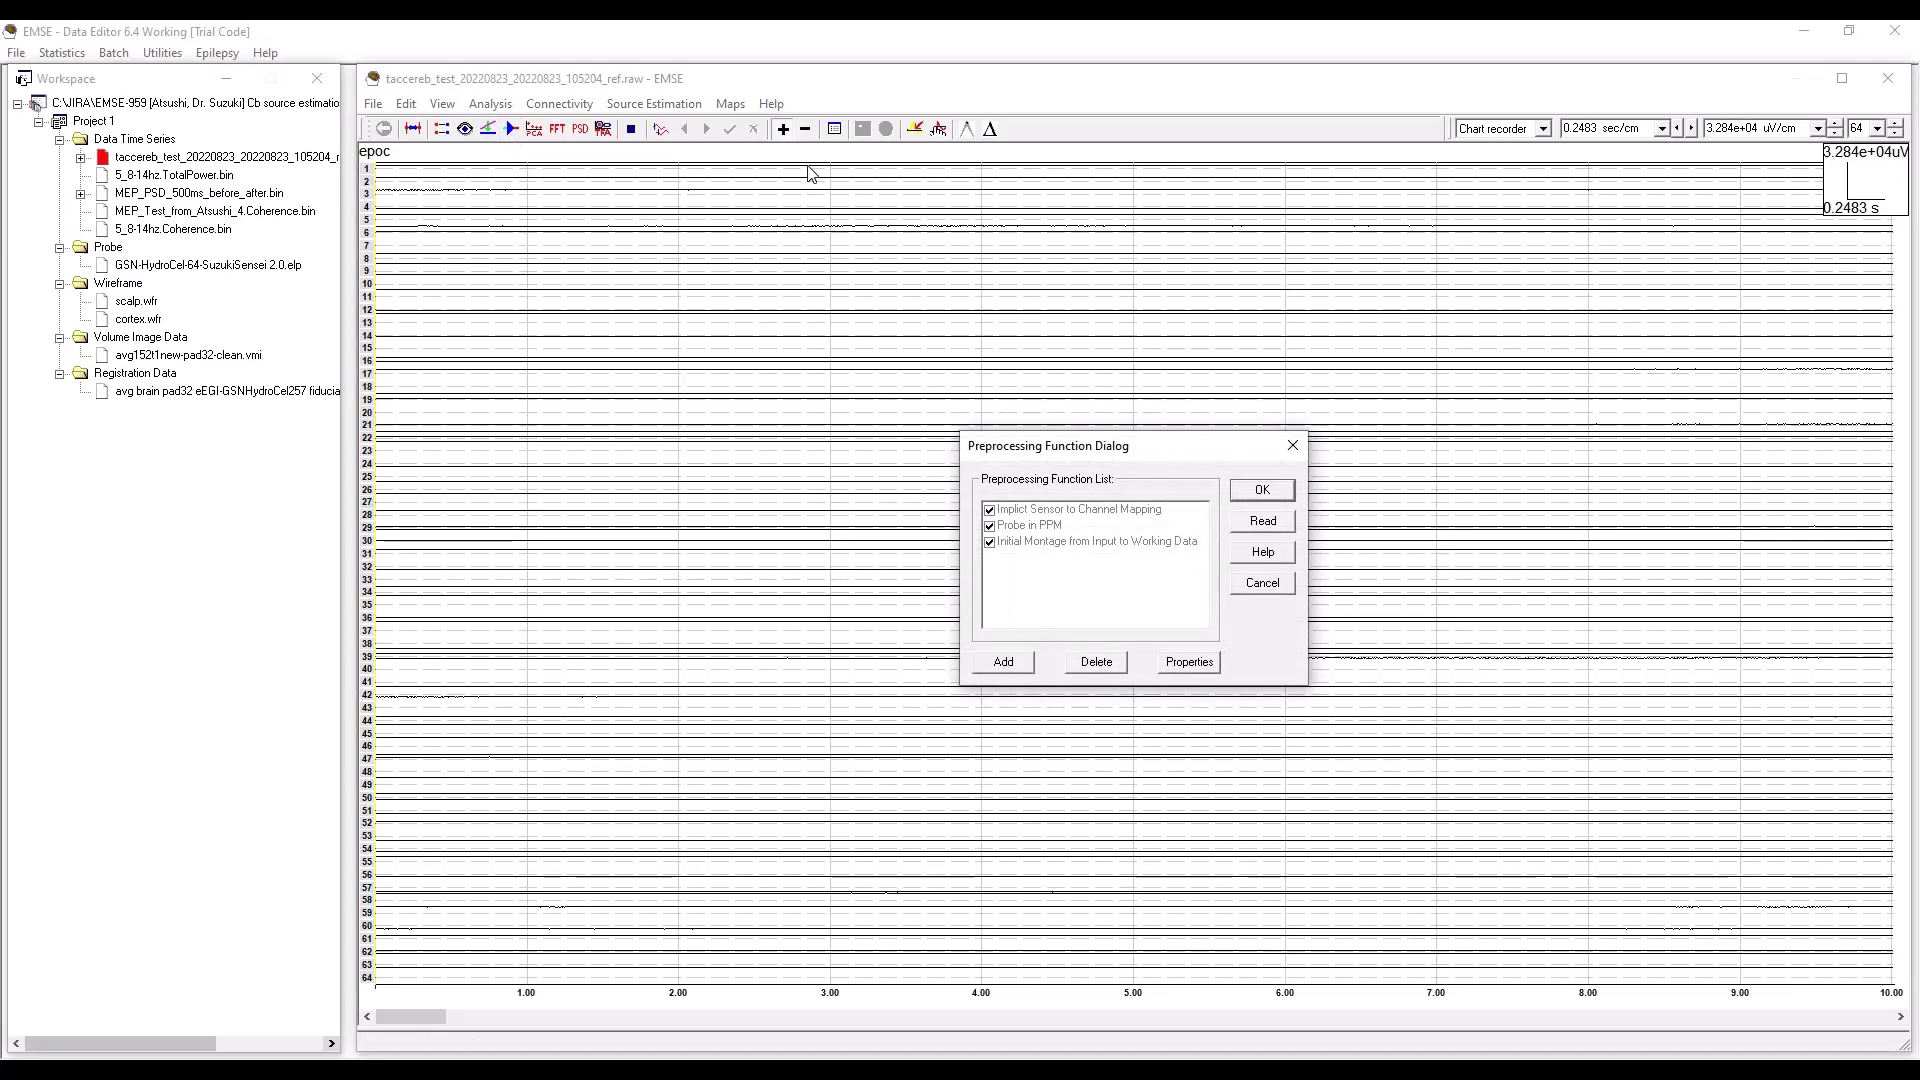 EMSE - Data Editor 6.4 Working [Trial Code]
File Statistics Batch Utilities Epilepsy Help
Workspace
C:\JIRA\EMSE-959 [Atsushi, Dr. Suzuki] Cb source estimatio
Project 1
Data Time Series
taccereb_test_20220823_20220823_105204_r
5_8-14hz.TotalPower.bin
MEP_PSD_500ms_before_after.bin
MEP_Test_from_Atsushi_4.Coherence.bin
5_8-14hz.Coherence.bin
Probe
GSN-HydroCel-64-SuzukiSensei 2.0.elp
Wireframe
scalp.wfr
cortex.wfr
Volume Image Data
avg152t1new-pad32-clean.vmi
Registration Data
avg brain pad32 eEGI-GSNHydroCel257 fiducia
taccereb_test_20220823_20220823_105204_ref.raw - EMSE
File Edit View Analysis Connectivity Source Estimation Maps Help
PCA FFT PSD Chart recorder 0.2483 sec/cm 3.284e+04 uV/cm 64
epoc
3.284e+04uV
0.2483 s
1
2
3
4
5
6
7
8
9
10
11
12
13
14
15
16
17
18
19
20
21
22
23
24
25
26
27
28
29
30
31
32
33
34
35
36
37
38
39
40
41
42
43
44
45
46
47
48
49
50
51
52
53
54
55
56
57
58
59
60
61
62
63
64
1.00 2.00 3.00 4.00 5.00 6.00 7.00 8.00 9.00 10.00
Preprocessing Function Dialog
Preprocessing Function List:
Implict Sensor to Channel Mapping
Probe in PPM
Initial Montage from Input to Working Data
OK
Read
Help
Cancel
Add Delete Properties